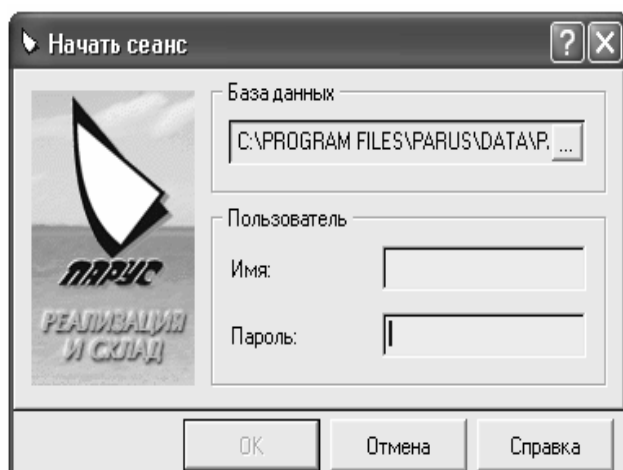 Начать сеанс
?
База данных
C:\PROGRAM FILES\PARUS\DATA\P.
...
ПАРУС
РЕАЛИЗАЦИЯ
И СКЛАД
Пользователь
Имя:
Пароль:
OK
Отмена
Справка